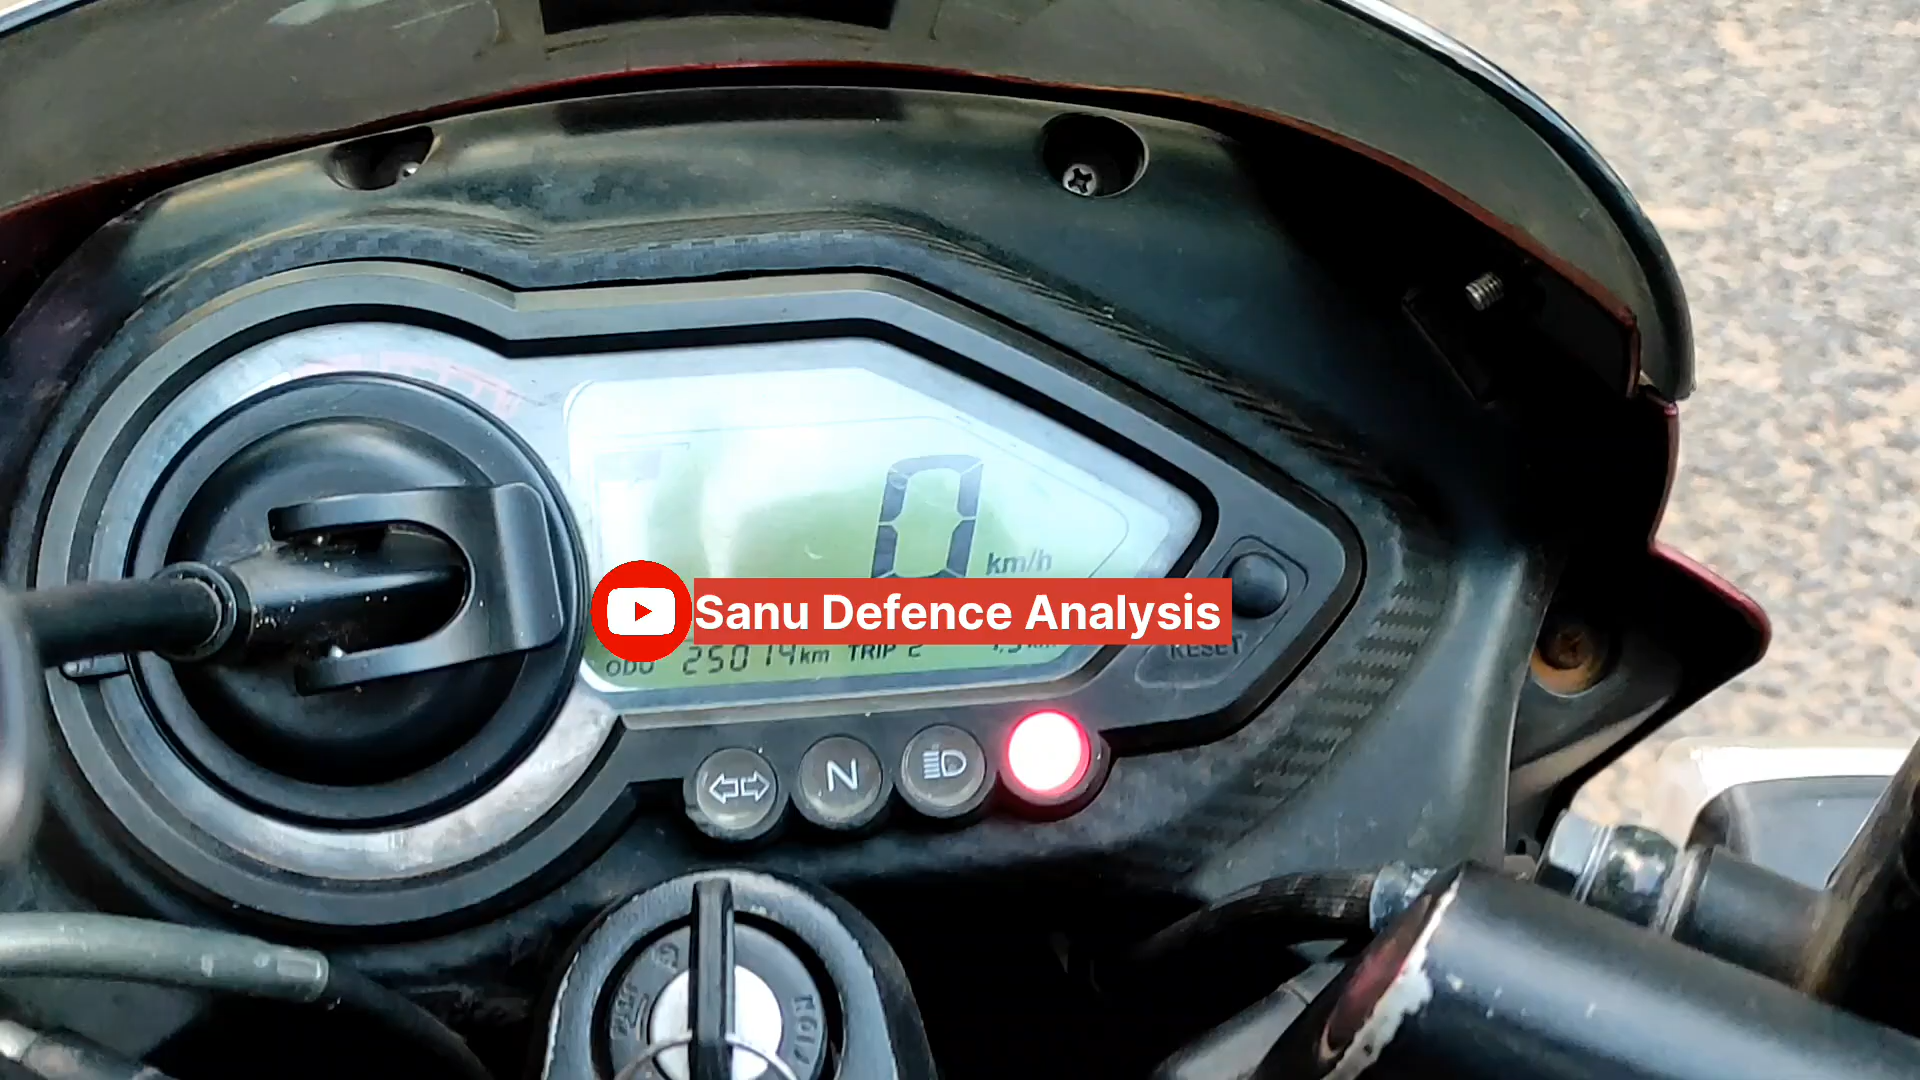 0 km/h
Sanu Defence Analysis
ODO 25014km TRIP 2
RESET
N